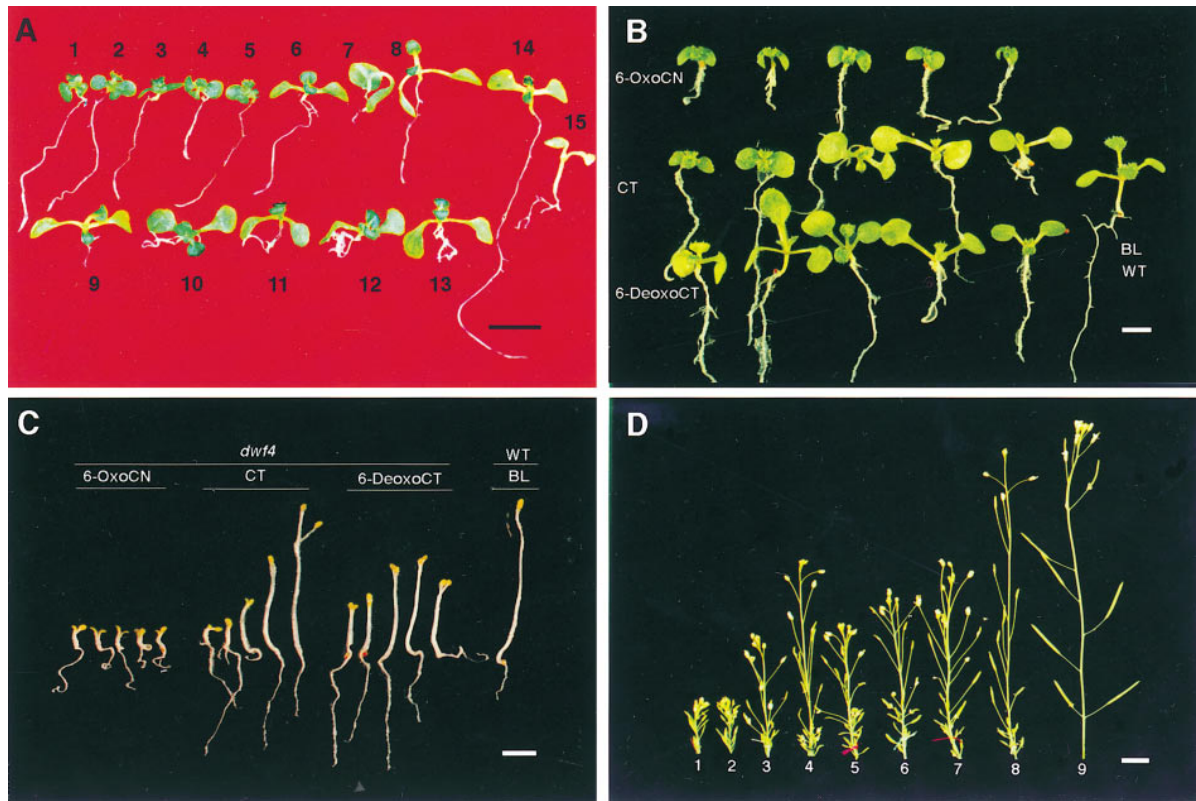 A
1 2 3 4 5 6 7 8 14
15
9 10 11 12 13
B
6-OxoCN
CT
BL
WT
6-DeoxoCT
C
dwf4 WT
6-OxoCN CT 6-DeoxoCT BL
D
1 2 3 4 5 6 7 8 9